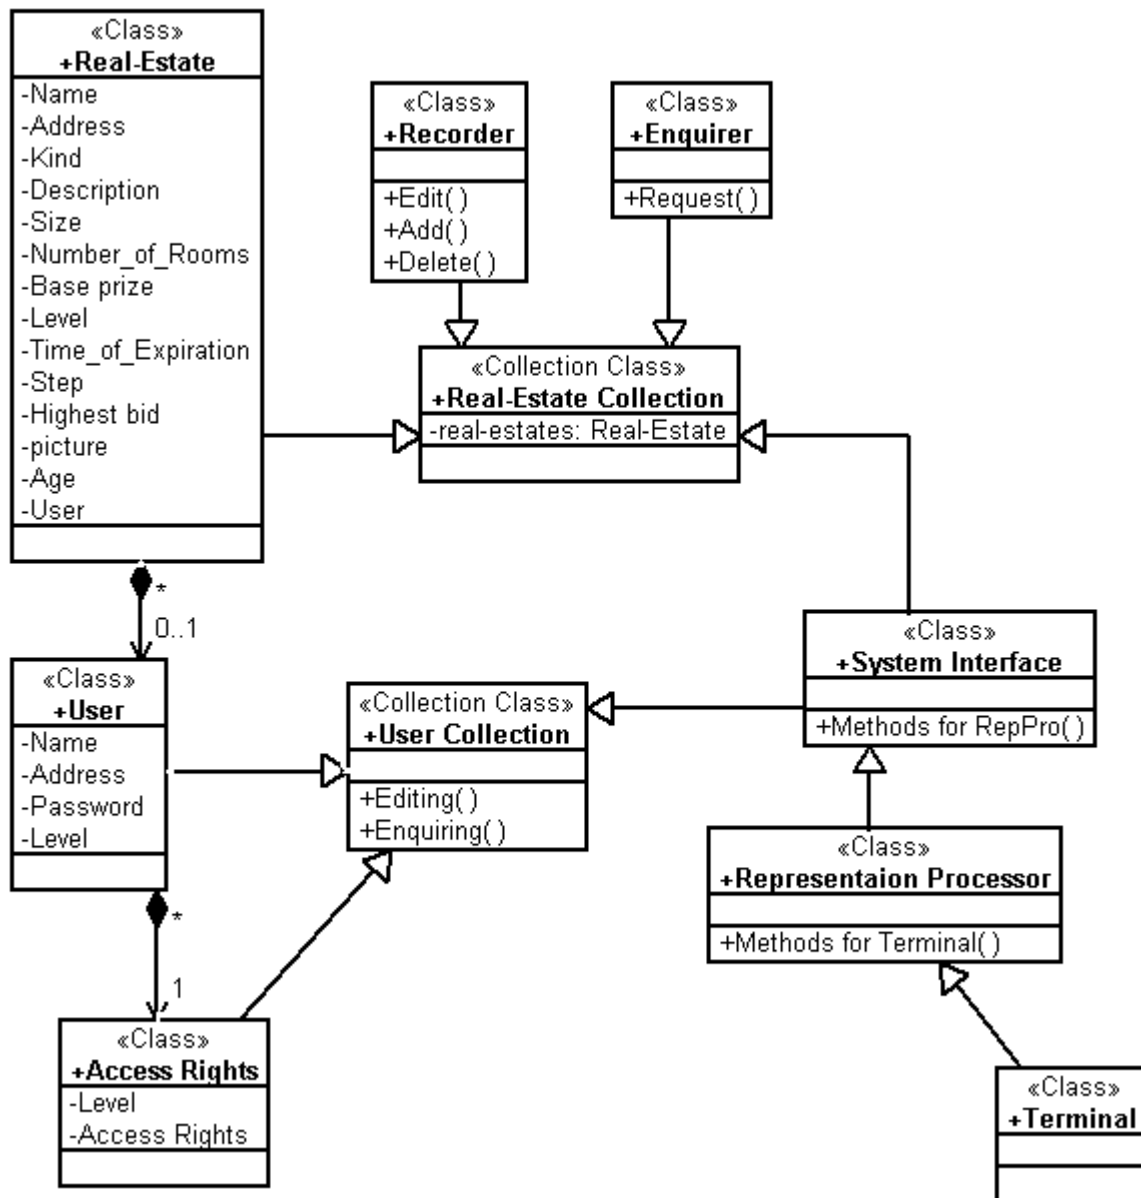 «Class»
+Real-Estate
-Name
-Address
-Kind
-Description
-Size
-Number_of_Rooms
-Base prize
-Level
-Time_of_Expiration
-Step
-Highest bid
-picture
-Age
-User
«Class»
+Recorder
+Edit( )
+Add( )
+Delete( )
«Class»
+Enquirer
+Request( )
«Collection Class»
+Real-Estate Collection
-real-estates: Real-Estate
*
0..1
«Class»
+User
-Name
-Address
-Password
-Level
«Collection Class»
+User Collection
+Editing( )
+Enquiring( )
«Class»
+System Interface
+Methods for RepPro( )
«Class»
+Representaion Processor
+Methods for Terminal( )
*
1
«Class»
+Access Rights
-Level
-Access Rights
«Class»
+Terminal